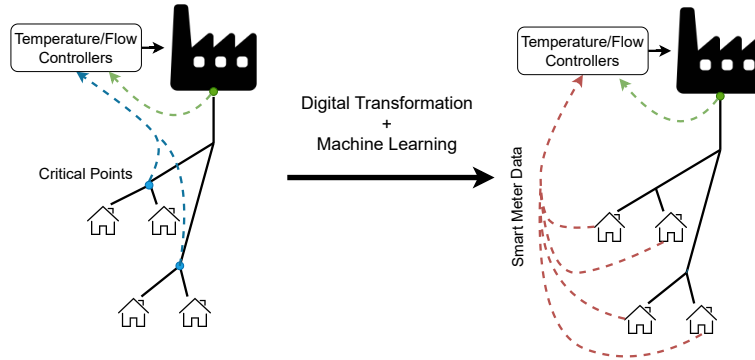 Temperature/Flow
Controllers
Critical Points
Digital Transformation
+
Machine Learning
Temperature/Flow
Controllers
Smart Meter Data